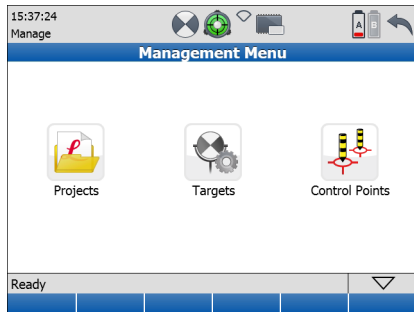 15:37:24
Manage
A
B
Management Menu
Projects
Targets
Control Points
Ready